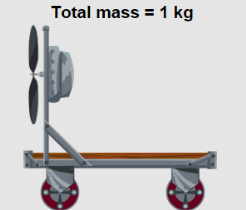 Total mass = 1 kg